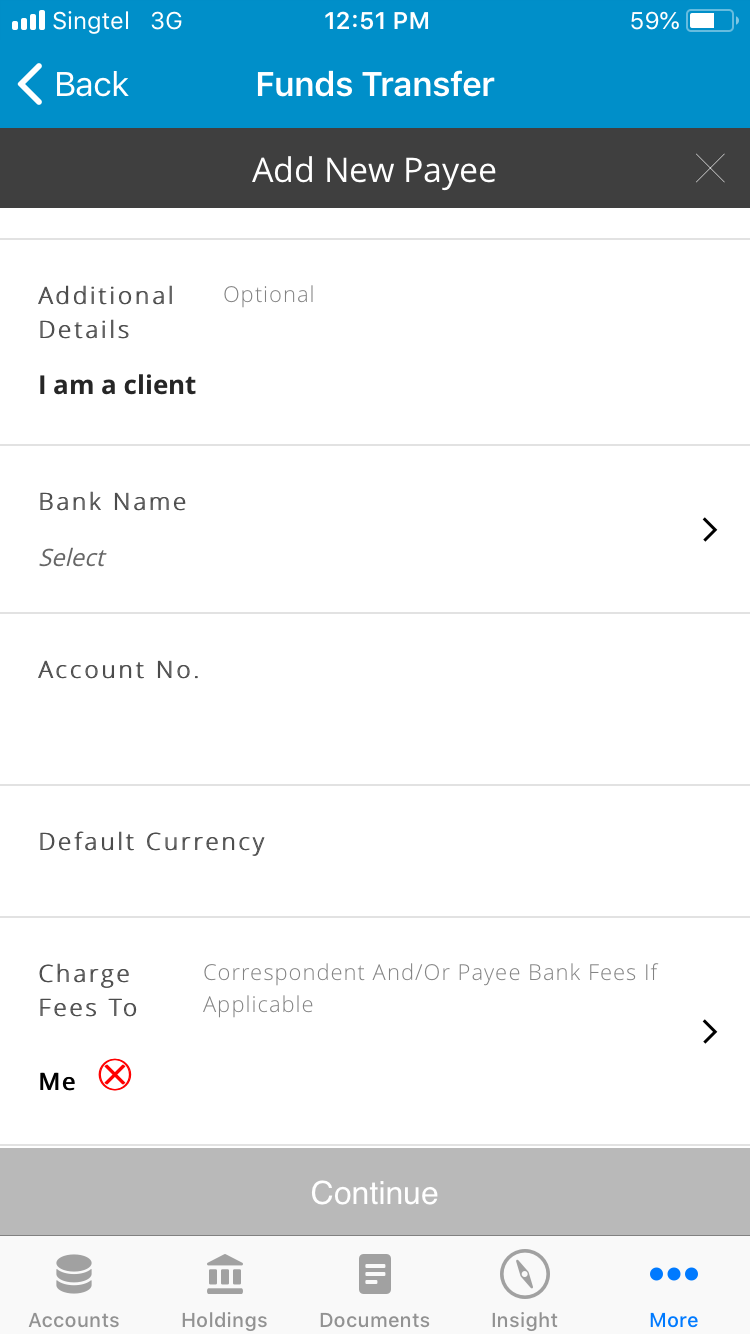 Singtel 3G 12:51 PM 59%
Back Funds Transfer
Add New Payee
Additional Optional
Details
I am a client
Bank Name
Select
Account No.
Default Currency
Charge Correspondent And/Or Payee Bank Fees If
Fees To Applicable
Me
Continue
Accounts Holdings Documents Insight More